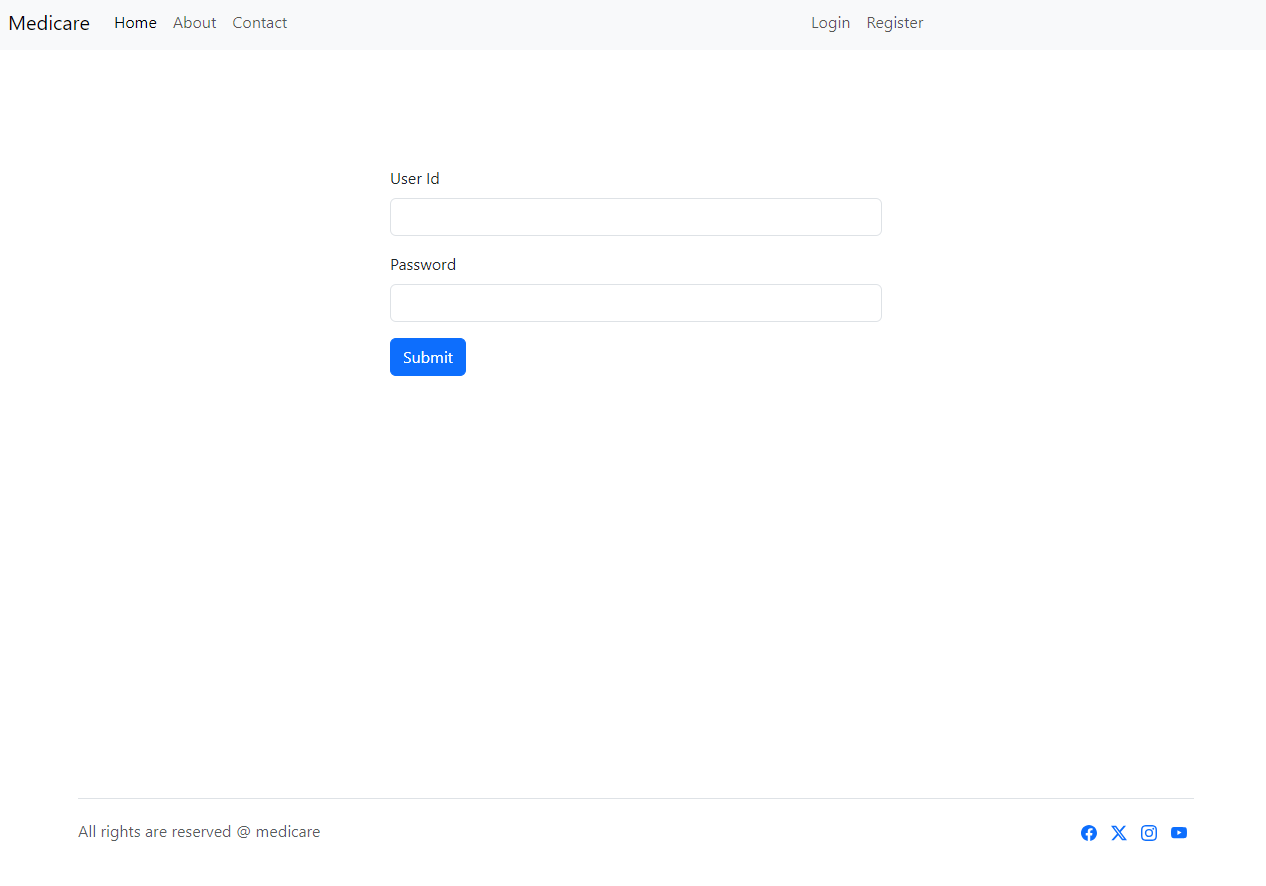 Medicare Home About Contact Login Register
User Id
Password
Submit
All rights are reserved @ medicare